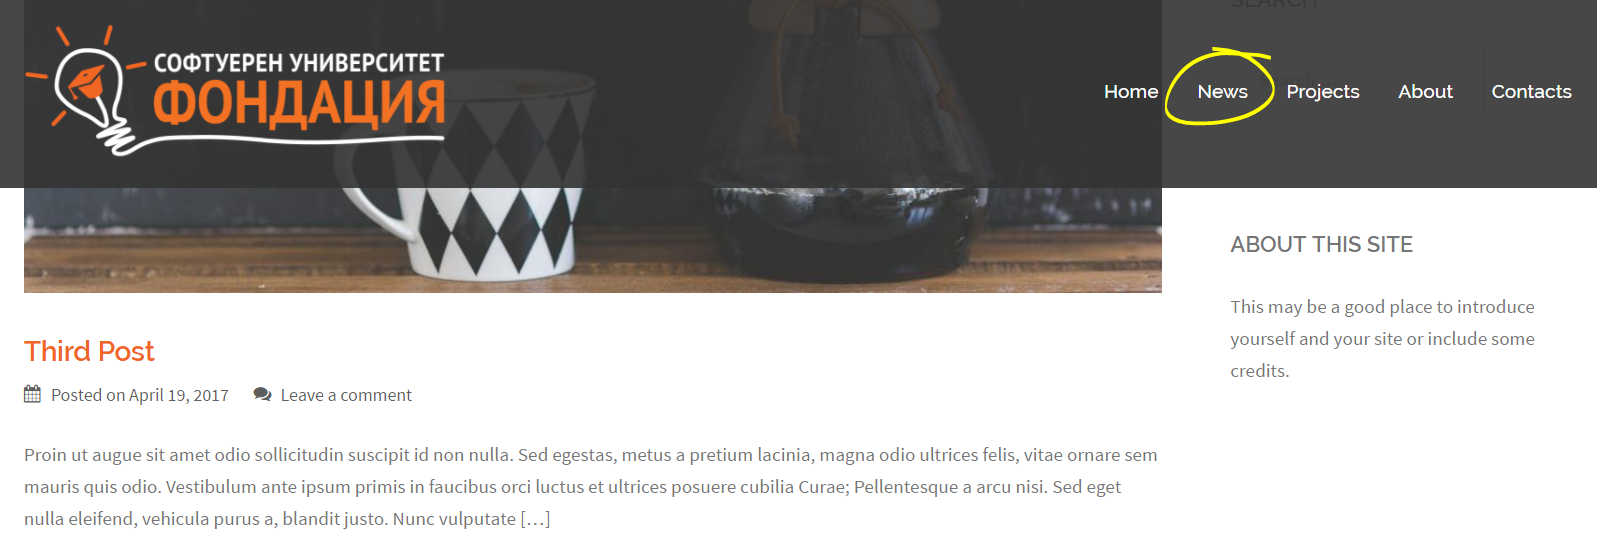 SEARCH
СОФТУЕРЕН УНИВЕРСИТЕТ
ФОНДАЦИЯ
Home News Projects About Contacts
ABOUT THIS SITE
This may be a good place to introduce
yourself and your site or include some
credits.
Third Post
Posted on April 19, 2017 Leave a comment
Proin ut augue sit amet odio sollicitudin suscipit id non nulla. Sed egestas, metus a pretium lacinia, magna odio ultrices felis, vitae ornare sem
mauris quis odio. Vestibulum ante ipsum primis in faucibus orci luctus et ultrices posuere cubilia Curae; Pellentesque a arcu nisi. Sed eget
nulla eleifend, vehicula purus a, blandit justo. Nunc vulputate […]